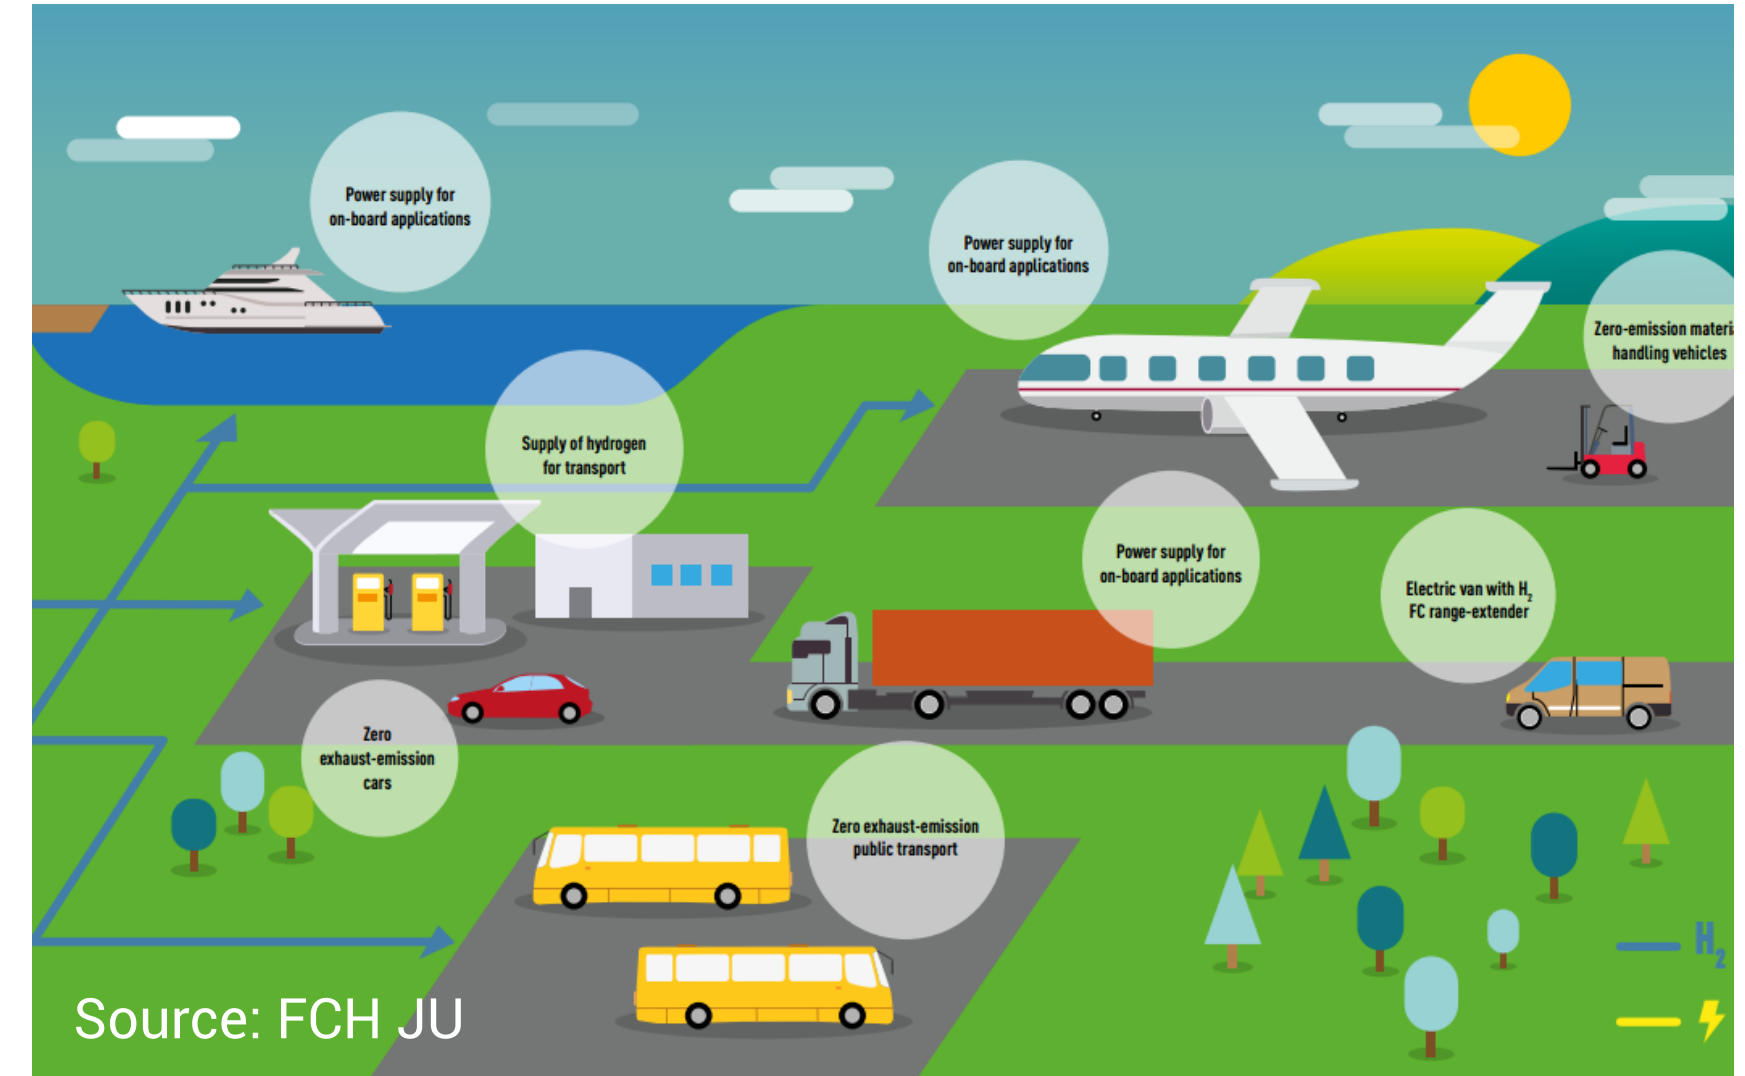 Power supply for
on-board applications
Power supply for
on-board applications
Zero-emission
handling vehicles
Supply of hydrogen
for transport
Power supply for
on-board applications
Electric van with H₂
FC range-extender
Zero
exhaust-emission
cars
Zero exhaust-emission
public transport
H₂
Source: FCH JU